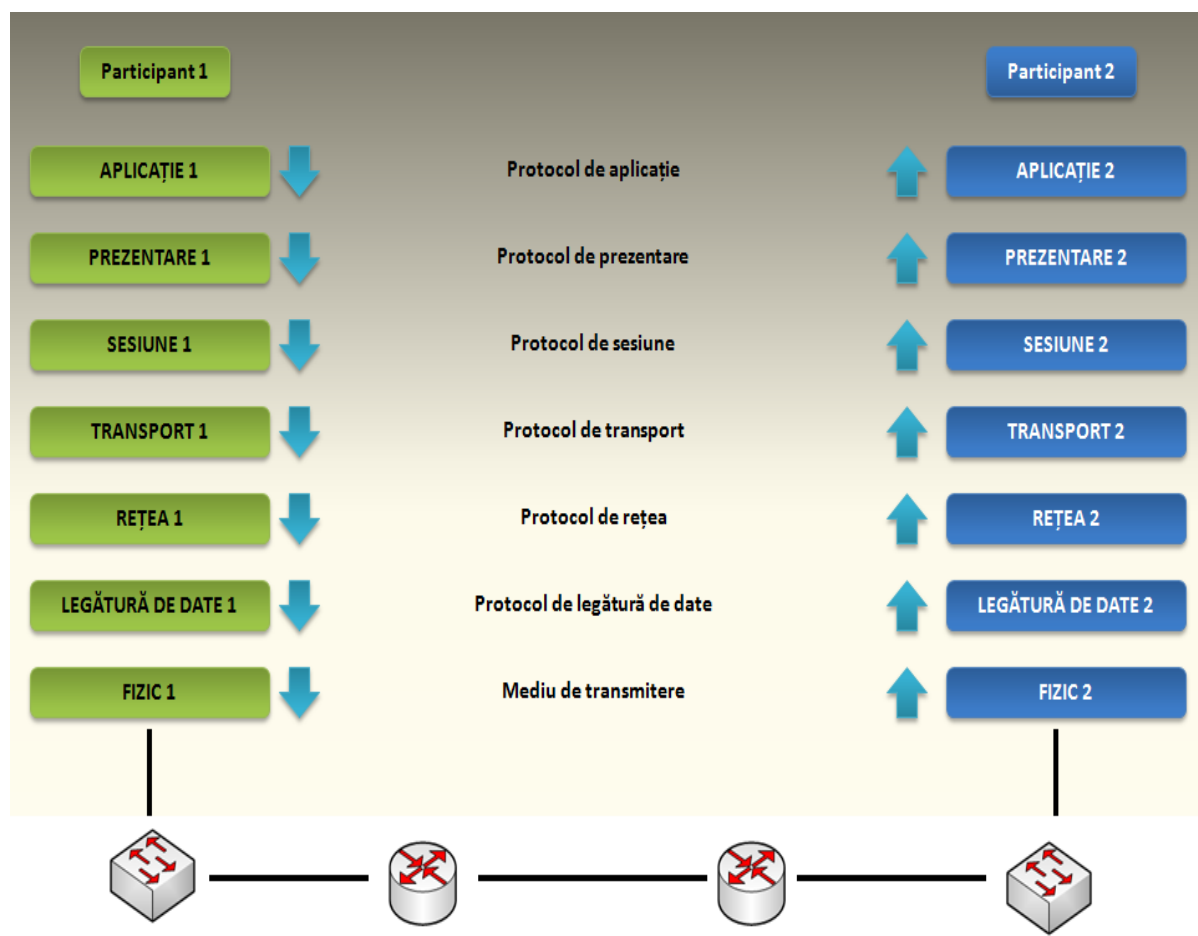 Participant 1
Participant 2
APLICAȚIE 1
Protocol de aplicație
APLICAȚIE 2
PREZENTARE 1
Protocol de prezentare
PREZENTARE 2
SESIUNE 1
Protocol de sesiune
SESIUNE 2
TRANSPORT 1
Protocol de transport
TRANSPORT 2
REȚEA 1
Protocol de rețea
REȚEA 2
LEGĂTURĂ DE DATE 1
Protocol de legătură de date
LEGĂTURĂ DE DATE 2
FIZIC 1
Mediu de transmitere
FIZIC 2